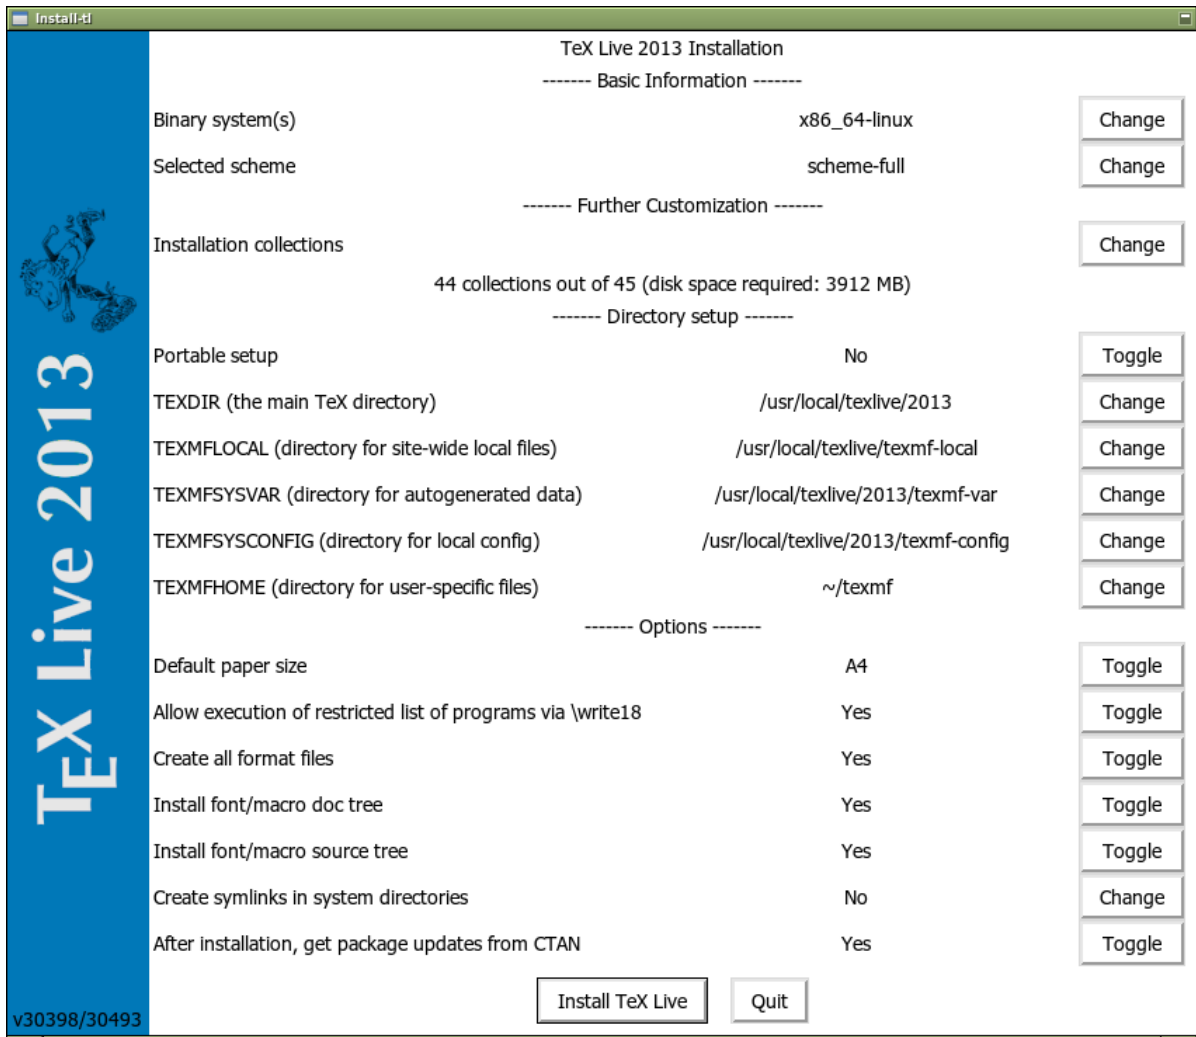 install-tl
TeX Live 2013 Installation
------- Basic Information -------
Binary system(s) x86_64-linux Change
Selected scheme scheme-full Change
------- Further Customization -------
Installation collections Change
44 collections out of 45 (disk space required: 3912 MB)
------- Directory setup -------
Portable setup No Toggle
TEXDIR (the main TeX directory) /usr/local/texlive/2013 Change
TEXMFLOCAL (directory for site-wide local files) /usr/local/texlive/texmf-local Change
TEXMFSYSVAR (directory for autogenerated data) /usr/local/texlive/2013/texmf-var Change
TEXMFSYSCONFIG (directory for local config) /usr/local/texlive/2013/texmf-config Change
TEXMFHOME (directory for user-specific files) ~/texmf Change
------- Options -------
Default paper size A4 Toggle
Allow execution of restricted list of programs via \write18 Yes Toggle
Create all format files Yes Toggle
Install font/macro doc tree Yes Toggle
Install font/macro source tree Yes Toggle
Create symlinks in system directories No Change
After installation, get package updates from CTAN Yes Toggle
Install TeX Live Quit
TEX Live 2013
v30398/30493